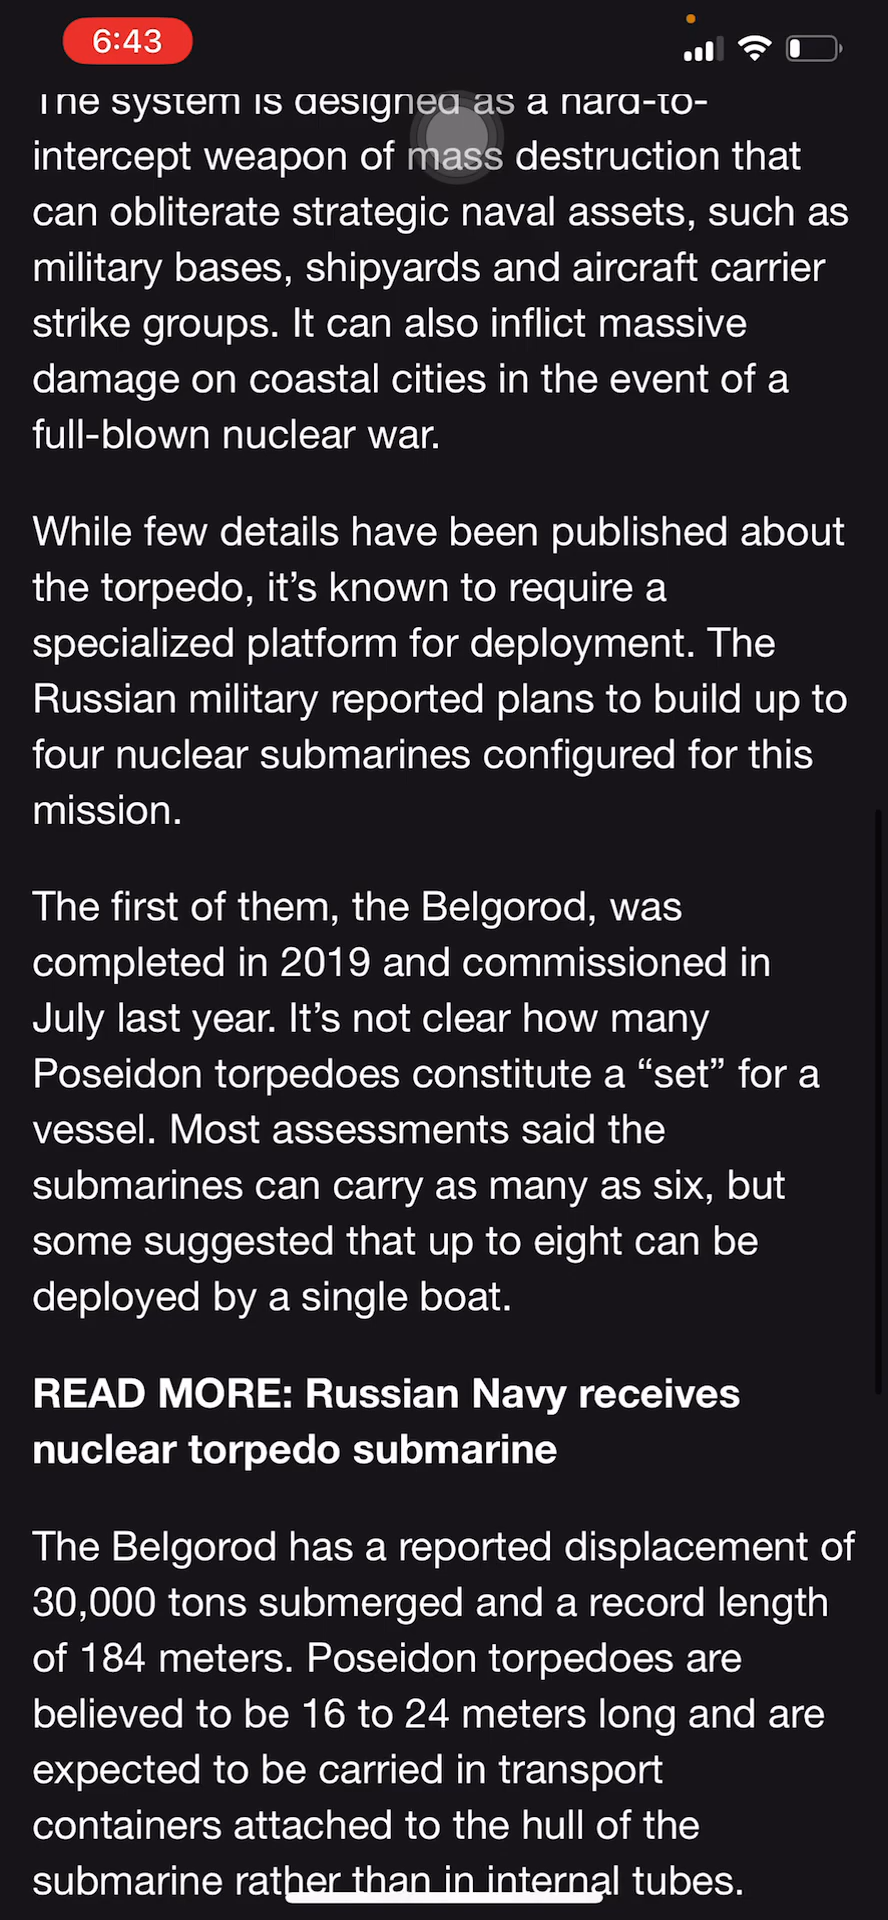 6:43
The system is designed as a hard-to-
intercept weapon of mass destruction that
can obliterate strategic naval assets, such as
military bases, shipyards and aircraft carrier
strike groups. It can also inflict massive
damage on coastal cities in the event of a
full-blown nuclear war.
While few details have been published about
the torpedo, it’s known to require a
specialized platform for deployment. The
Russian military reported plans to build up to
four nuclear submarines configured for this
mission.
The first of them, the Belgorod, was
completed in 2019 and commissioned in
July last year. It’s not clear how many
Poseidon torpedoes constitute a “set” for a
vessel. Most assessments said the
submarines can carry as many as six, but
some suggested that up to eight can be
deployed by a single boat.
READ MORE: Russian Navy receives
nuclear torpedo submarine
The Belgorod has a reported displacement of
30,000 tons submerged and a record length
of 184 meters. Poseidon torpedoes are
believed to be 16 to 24 meters long and are
expected to be carried in transport
containers attached to the hull of the
submarine rather than in internal tubes.